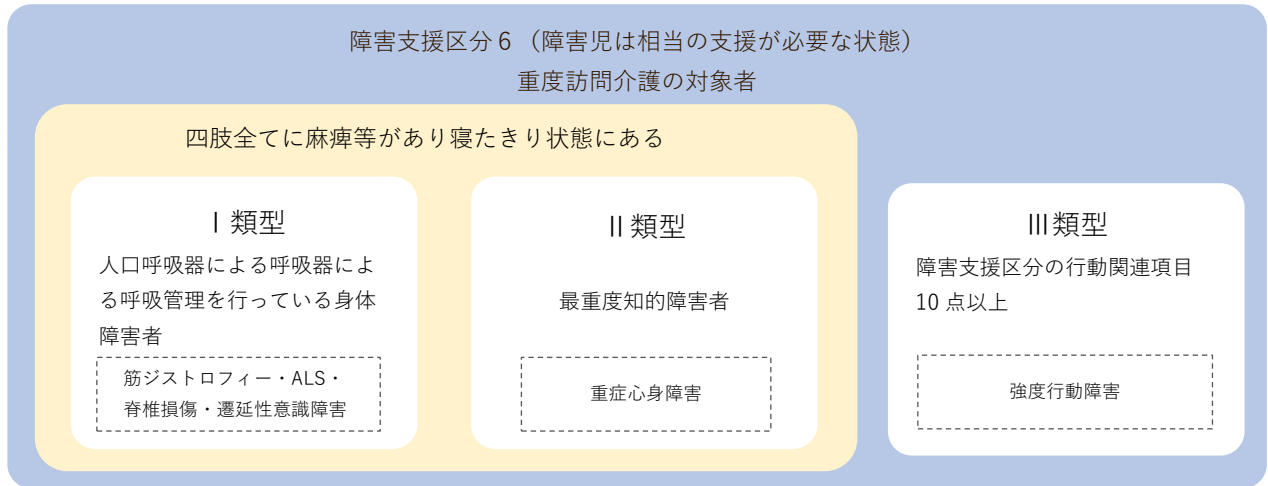 障害支援区分６（障害児は相当の支援が必要な状態）
重度訪問介護の対象者
四肢全てに麻痺等があり寝たきり状態にある
Ⅰ類型
人口呼吸器による呼吸器によ
る呼吸管理を行っている身体
障害者
筋ジストロフィー・ALS・
脊椎損傷・遷延性意識障害
Ⅱ類型
最重度知的障害者
重症心身障害
Ⅲ類型
障害支援区分の行動関連項目
10 点以上
強度行動障害